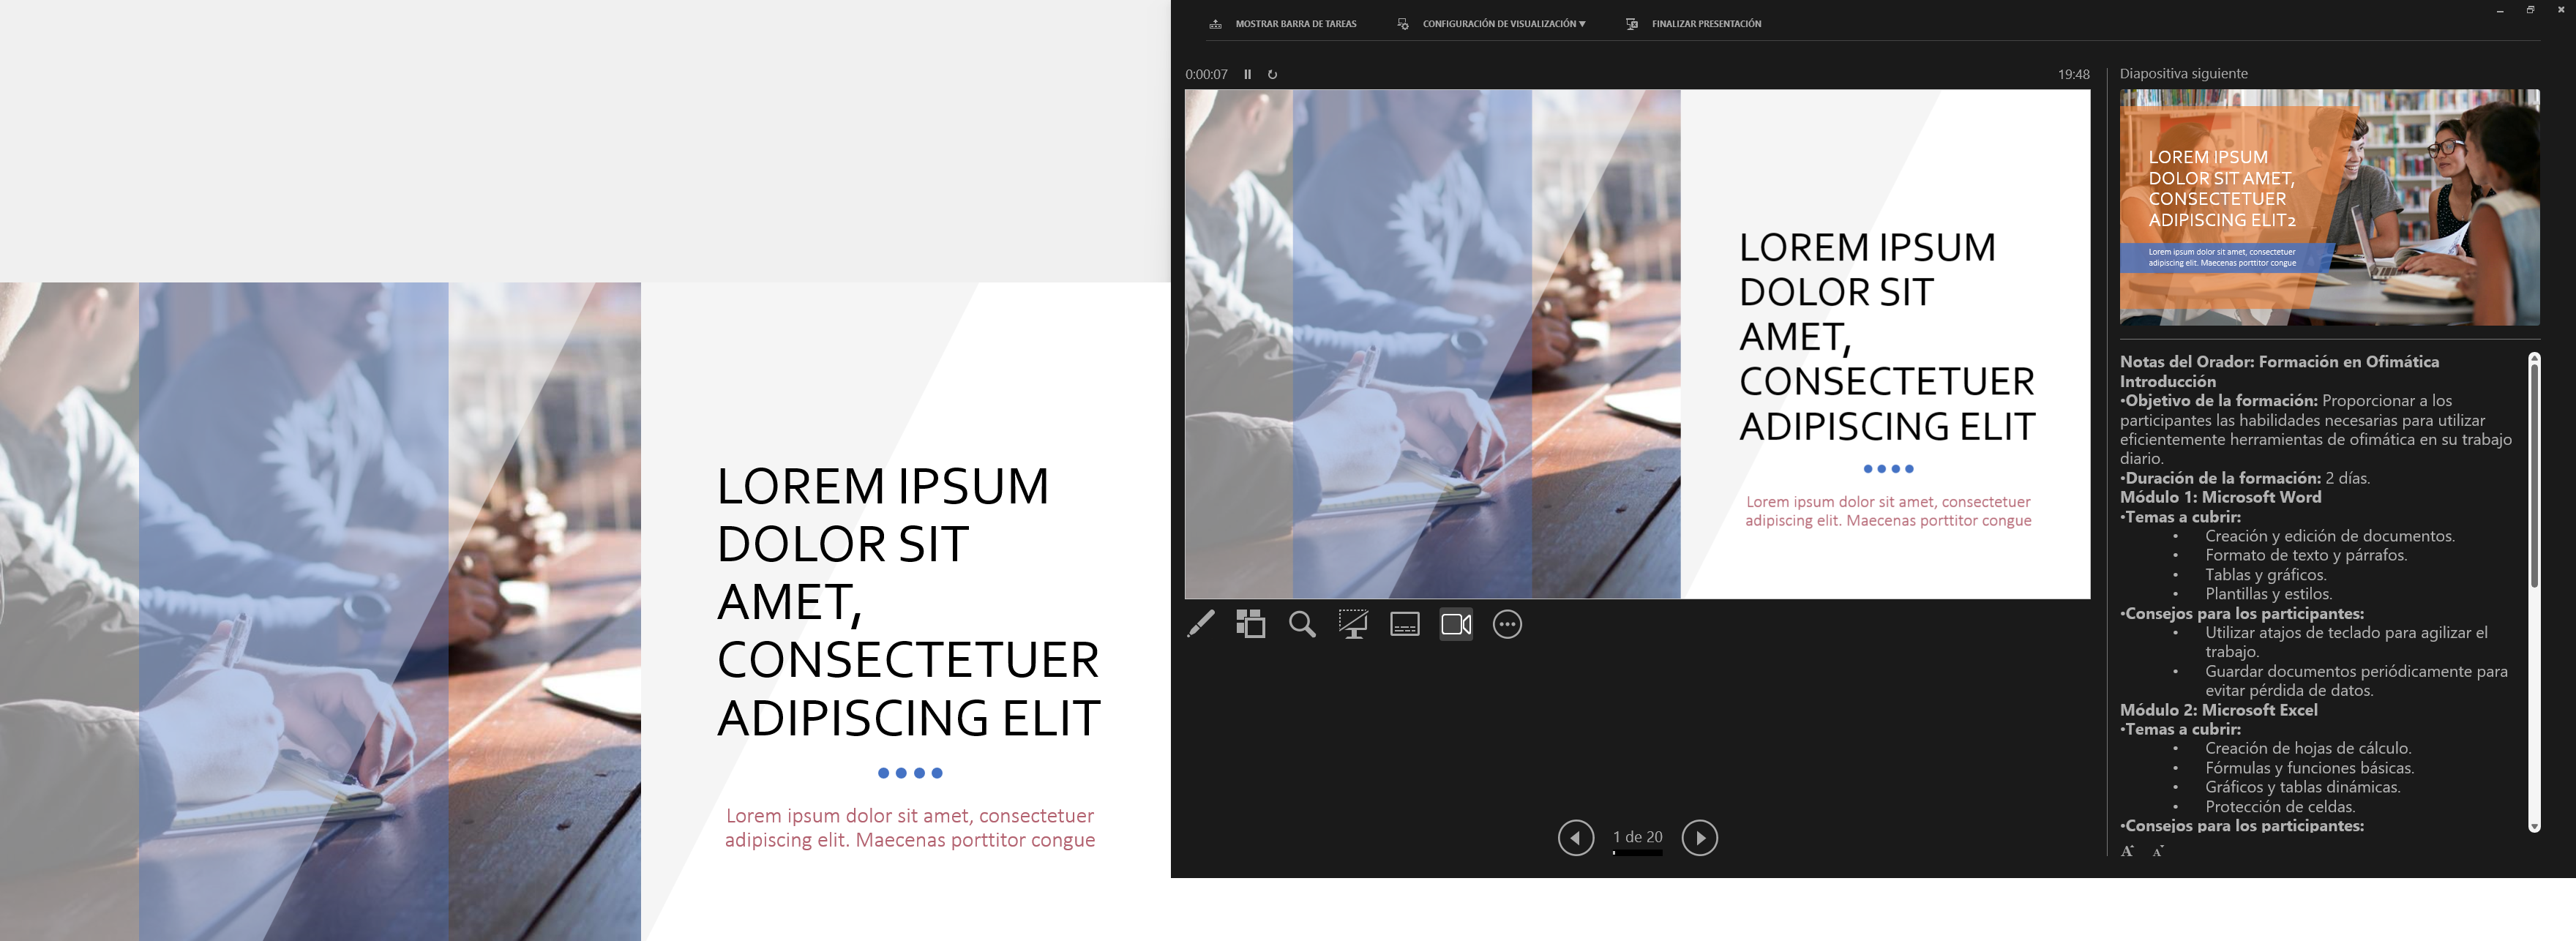 LOREM IPSUM
DOLOR SIT
AMET,
CONSECTETUER
ADIPISCING ELIT
Lorem ipsum dolor sit amet, consectetuer
adipiscing elit. Maecenas porttitor congue
MOSTRAR BARRA DE TAREAS
CONFIGURACIÓN DE VISUALIZACIÓN ▼
FINALIZAR PRESENTACIÓN
0:00:07
19:48
LOREM IPSUM
DOLOR SIT
AMET,
CONSECTETUER
ADIPISCING ELIT
Lorem ipsum dolor sit amet, consectetuer
adipiscing elit. Maecenas porttitor congue
1 de 20
Diapositiva siguiente
LOREM IPSUM
DOLOR SIT AMET,
CONSECTETUER
ADIPISCING ELIT2
Lorem ipsum dolor sit amet, consectetuer
adipiscing elit. Maecenas porttitor congue
Notas del Orador: Formación en Ofimática
Introducción
•Objetivo de la formación: Proporcionar a los
participantes las habilidades necesarias para utilizar
eficientemente herramientas de ofimática en su trabajo
diario.
•Duración de la formación: 2 días.
Módulo 1: Microsoft Word
•Temas a cubrir:
• Creación y edición de documentos.
• Formato de texto y párrafos.
• Tablas y gráficos.
• Plantillas y estilos.
•Consejos para los participantes:
• Utilizar atajos de teclado para agilizar el
trabajo.
• Guardar documentos periódicamente para
evitar pérdida de datos.
Módulo 2: Microsoft Excel
•Temas a cubrir:
• Creación de hojas de cálculo.
• Fórmulas y funciones básicas.
• Gráficos y tablas dinámicas.
• Protección de celdas.
•Consejos para los participantes:
A A